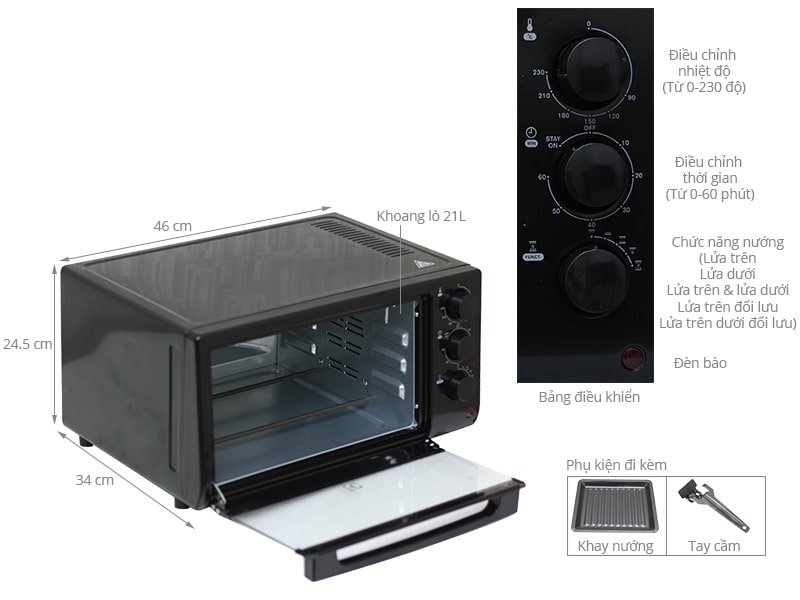 46 cm
Khoang lò 21L
24.5 cm
34 cm
0
90
120
150
180
210
230
°C
Điều chỉnh
nhiệt độ
(Từ 0-230 độ)
OFF
10
20
30
40
50
60
STAY
ON
MIN
Điều chỉnh
thời gian
(Từ 0-60 phút)
FUNCT.
Chức năng nướng
(Lửa trên
Lửa dưới
Lửa trên & lửa dưới
Lửa trên đối lưu
Lửa trên dưới đối lưu)
Đèn báo
Bảng điều khiển
Phụ kiện đi kèm
Khay nướng
Tay cầm